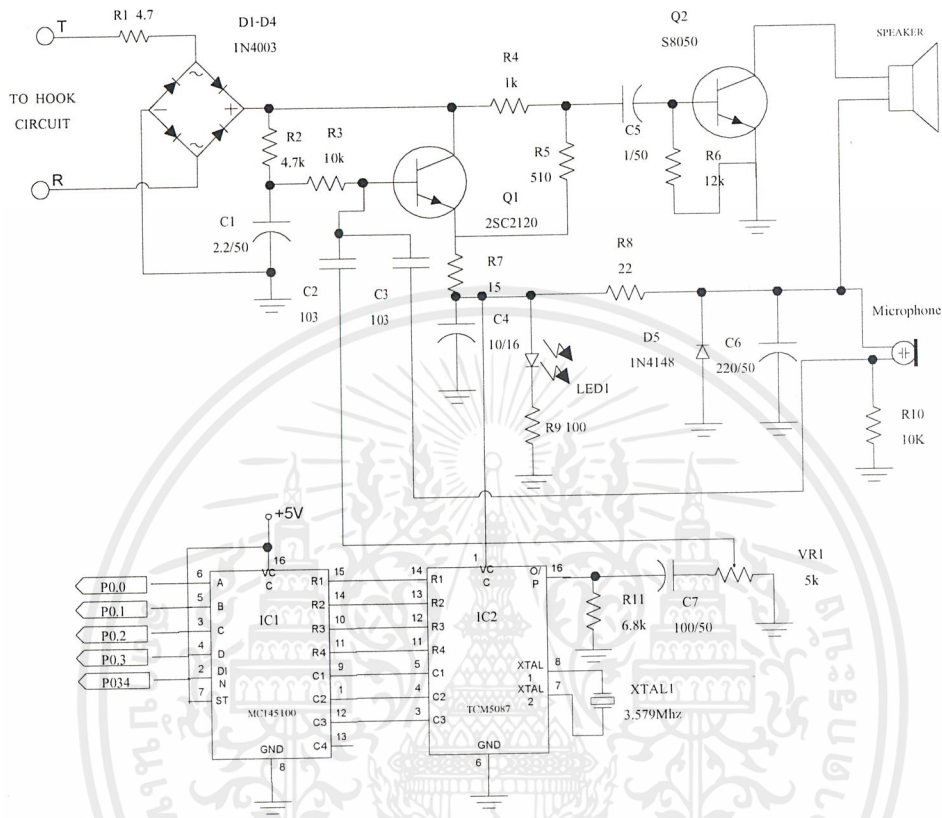 T
R1 4.7
D1-D4
1N4003
TO HOOK
CIRCUIT
R
~
~
−
+
R2
4.7k
R3
10k
C1
2.2/50
R4
1k
R5
510
Q1
2SC2120
C5
1/50
Q2
S8050
R6
12k
SPEAKER
C2
103
C3
103
R7
15
C4
10/16
LED1
R9 100
R8
22
D5
1N4148
C6
220/50
Microphone
R10
10K
+5V
P0.0
P0.1
P0.2
P0.3
P034
6
5
3
4
2
7
A
B
C
D
DI
N
ST
16
VC
C
IC1
MC145100
GND
8
R1
R2
R3
R4
C1
C2
C3
C4
15
14
10
11
9
1
12
13
14
13
12
11
5
4
3
R1
R2
R3
R4
C1
C2
C3
1
VC
C
IC2
TCM5087
GND
6
O/
P
16
XTAL
1
8
XTAL
2
7
R11
6.8k
C7
100/50
VR1
5k
XTAL1
3.579Mhz